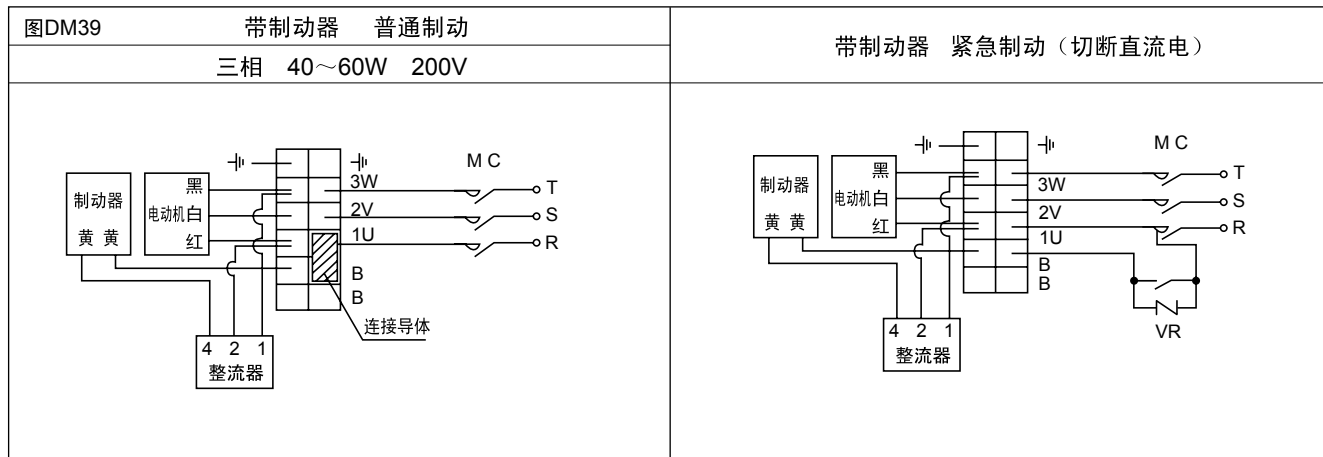 图DM39 带制动器 普通制动
三相 40～60W 200V
带制动器 紧急制动（切断直流电）
M C
3W
T
2V
S
1U
R
B
B
制动器
黄 黄
黑
电动机白
红
连接导体
4 2 1
整流器
M C
T
3W
S
2V
R
1U
B
B
制动器
黄 黄
黑
电动机白
红
VR
4 2 1
整流器